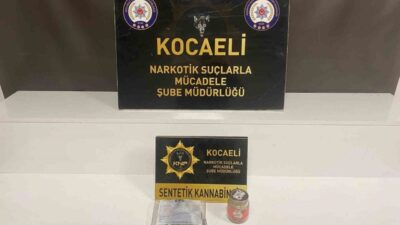 KOCAELİ
NARKOTİK SUÇLARLA
MÜCADELE
ŞUBE MÜDÜRLÜĞÜ
KOCAELİ
NARKOTİK SUÇLARLA
MÜCADELE
ŞUBE MÜDÜRLÜĞÜ
SENTETİK KANNABİN